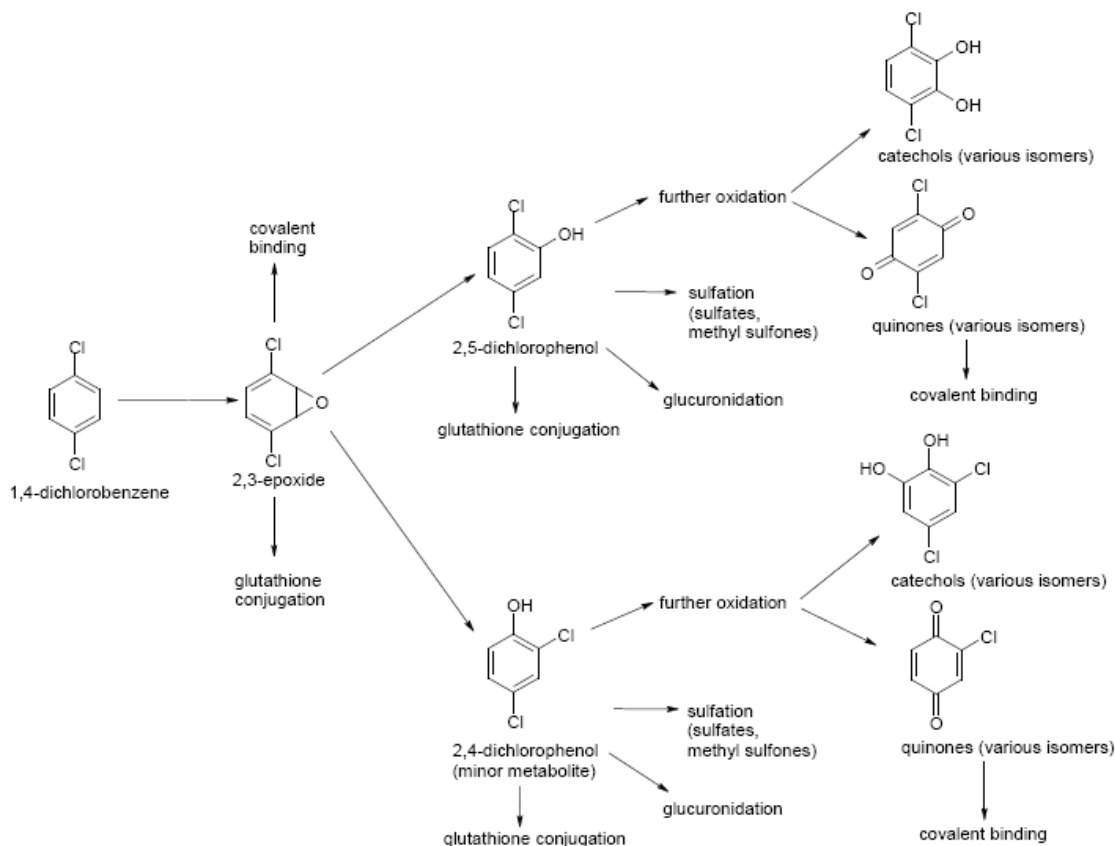 Cl
OH
OH
Cl
catechols (various isomers)
further oxidation
Cl
O
O
Cl
quinones (various isomers)
covalent binding
covalent
binding
Cl
OH
Cl
2,5-dichlorophenol
sulfation
(sulfates,
methyl sulfones)
glucuronidation
glutathione conjugation
Cl
Cl
1,4-dichlorobenzene
Cl
O
Cl
2,3-epoxide
glutathione
conjugation
OH
HO
Cl
Cl
catechols (various isomers)
further oxidation
OH
Cl
Cl
2,4-dichlorophenol
(minor metabolite)
sulfation
(sulfates,
methyl sulfones)
glucuronidation
glutathione conjugation
O
Cl
O
quinones (various isomers)
covalent binding